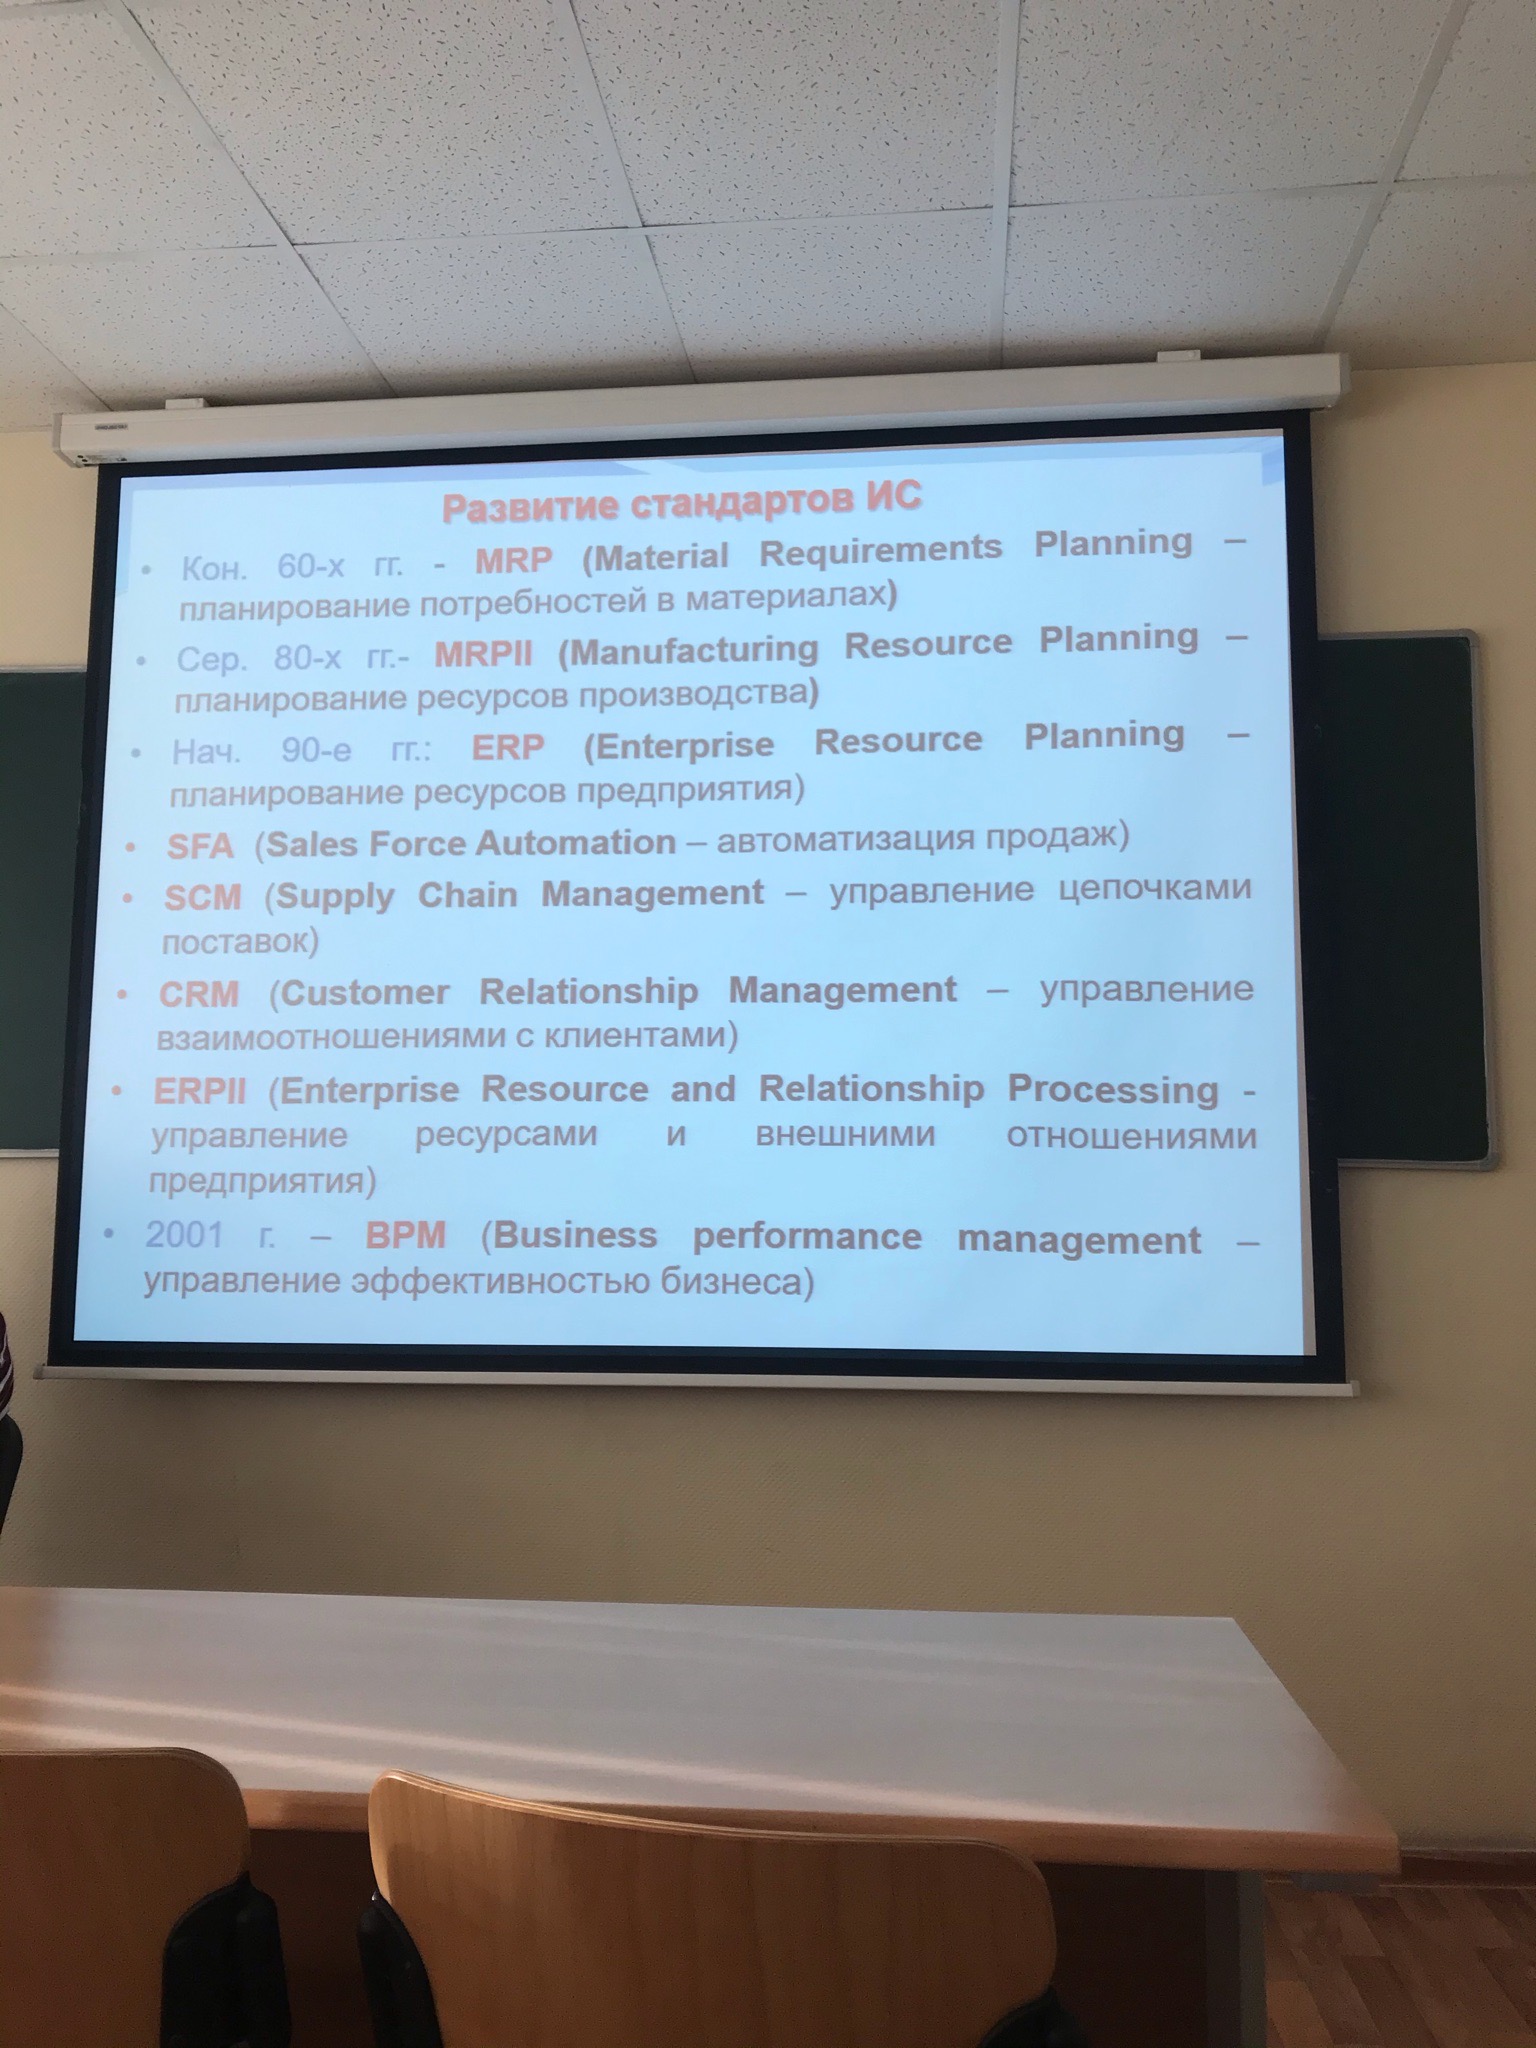 Развитие стандартов ИС
• Кон. 60-х гг. - MRP (Material Requirements Planning –
планирование потребностей в материалах)
• Сер. 80-х гг.- MRPII (Manufacturing Resource Planning –
планирование ресурсов производства)
• Нач. 90-е гг.: ERP (Enterprise Resource Planning –
планирование ресурсов предприятия)
• SFA (Sales Force Automation – автоматизация продаж)
• SCM (Supply Chain Management – управление цепочками
поставок)
• CRM (Customer Relationship Management – управление
взаимоотношениями с клиентами)
• ERPII (Enterprise Resource and Relationship Processing -
управление ресурсами и внешними отношениями
предприятия)
• 2001 г. – BPM (Business performance management –
управление эффективностью бизнеса)